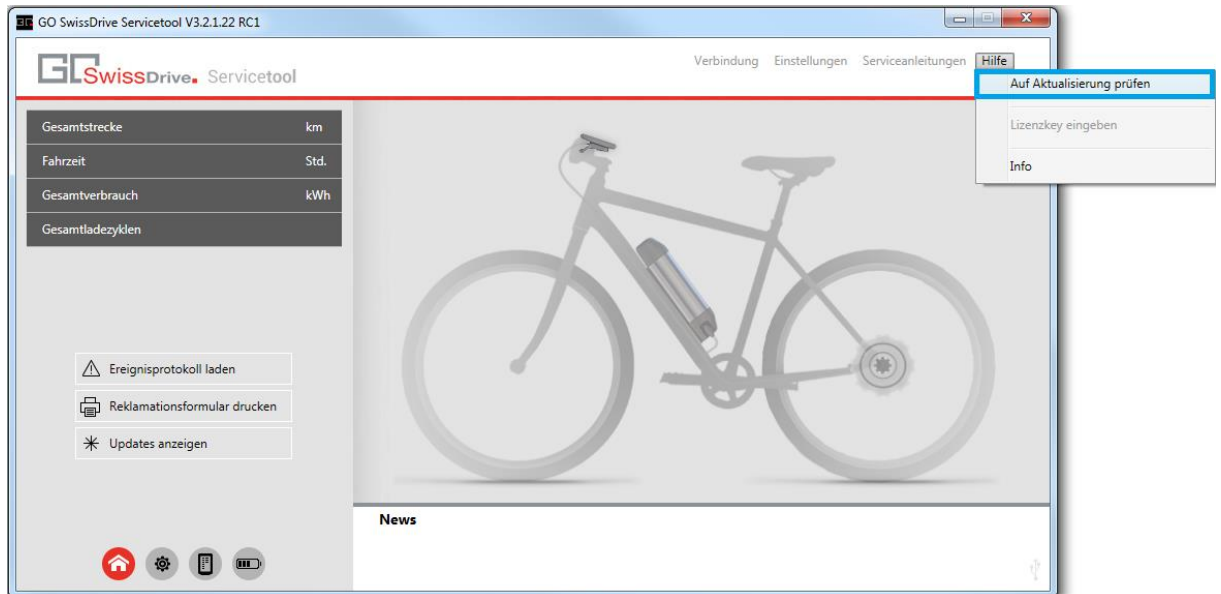 GO SwissDrive Servicetool V3.2.1.22 RC1
GO SwissDrive. Servicetool
Verbindung Einstellungen Serviceanleitungen Hilfe
Auf Aktualisierung prüfen
Lizenzkey eingeben
Info
Gesamtstrecke km
Fahrzeit Std.
Gesamtverbrauch kWh
Gesamtladezyklen
Ereignisprotokoll laden
Reklamationsformular drucken
Updates anzeigen
News